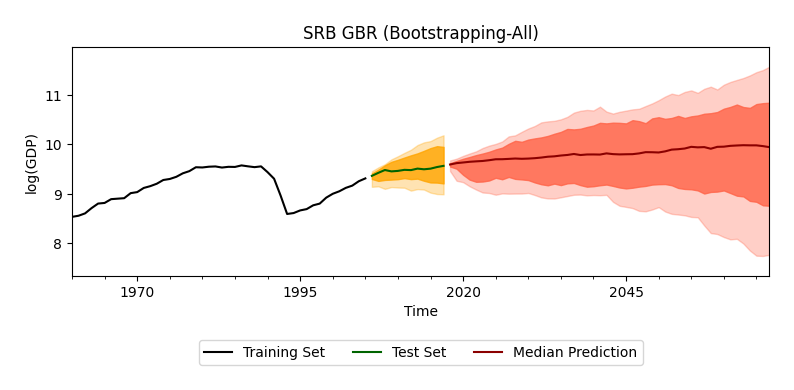 SRB GBR (Bootstrapping-All)
log(GDP)
11
10
9
8
1970 1995 2020 2045
Time
Training Set Test Set Median Prediction